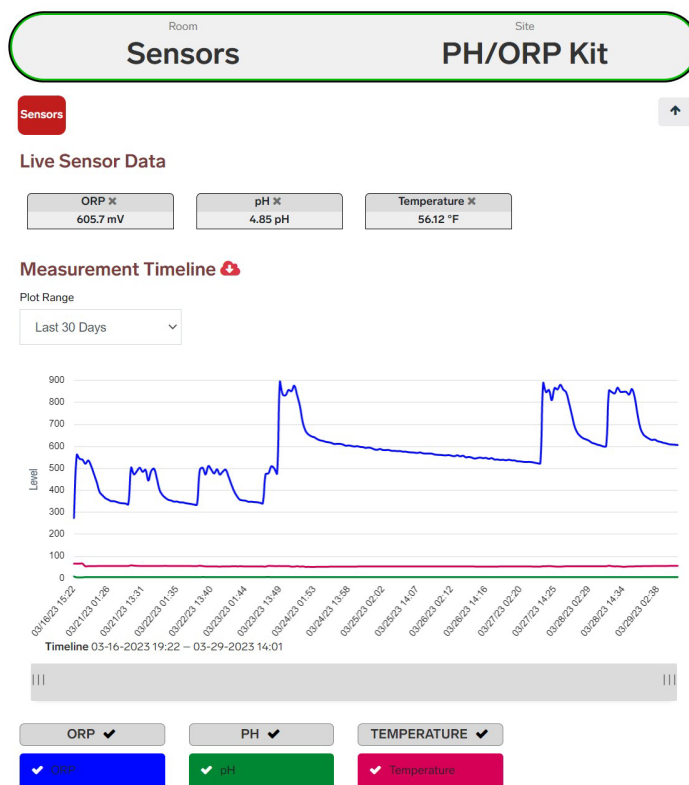 Room
Site
Sensors
PH/ORP Kit
Sensors
Live Sensor Data
ORP
pH
Temperature
605.7 mV
4.85 pH
56.12 °F
Measurement Timeline
Plot Range
Last 30 Days
900
800
700
600
500
400
300
200
100
0
Level
03/16/23 15:22
03/21/23 01:26
03/21/23 13:31
03/22/23 01:35
03/22/23 13:40
03/23/23 01:44
03/23/23 13:49
03/24/23 01:53
03/24/23 13:58
03/25/23 02:02
03/25/23 14:07
03/26/23 02:12
03/26/23 14:16
03/27/23 02:20
03/27/23 14:25
03/28/23 02:29
03/28/23 14:34
03/29/23 02:38
Timeline 03-16-2023 19:22 – 03-29-2023 14:01
ORP
PH
TEMPERATURE
ORP
pH
Temperature